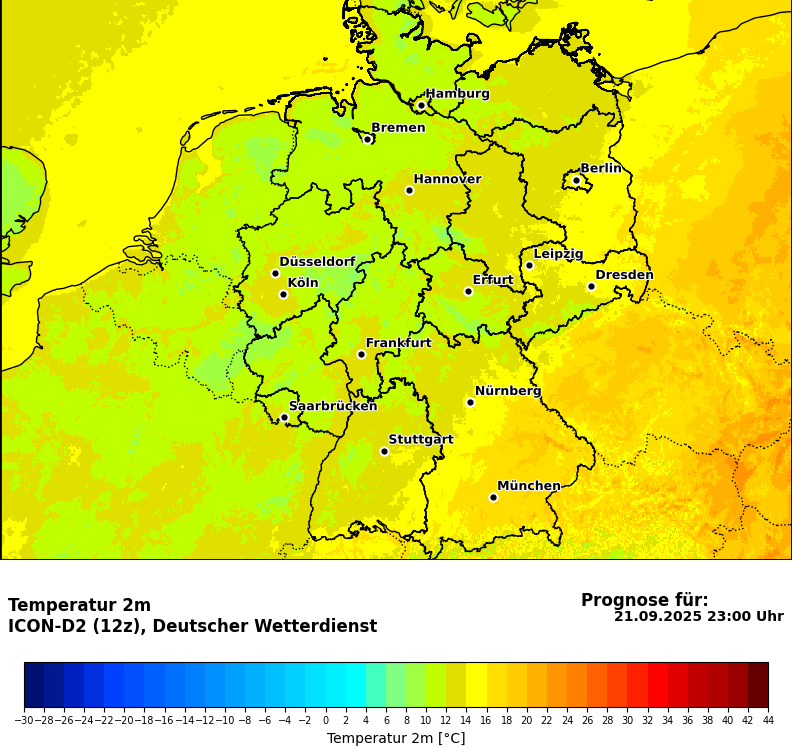 Hamburg
Bremen
Berlin
Hannover
Leipzig
Düsseldorf
Dresden
Köln
Erfurt
Frankfurt
Nürnberg
Saarbrücken
Stuttgart
München
Temperatur 2m
ICON-D2 (12z), Deutscher Wetterdienst
Prognose für:
21.09.2025 23:00 Uhr
−30 −28 −26 −24 −22 −20 −18 −16 −14 −12 −10 −8 −6 −4 −2 0 2 4 6 8 10 12 14 16 18 20 22 24 26 28 30 32 34 36 38 40 42 44
Temperatur 2m [°C]